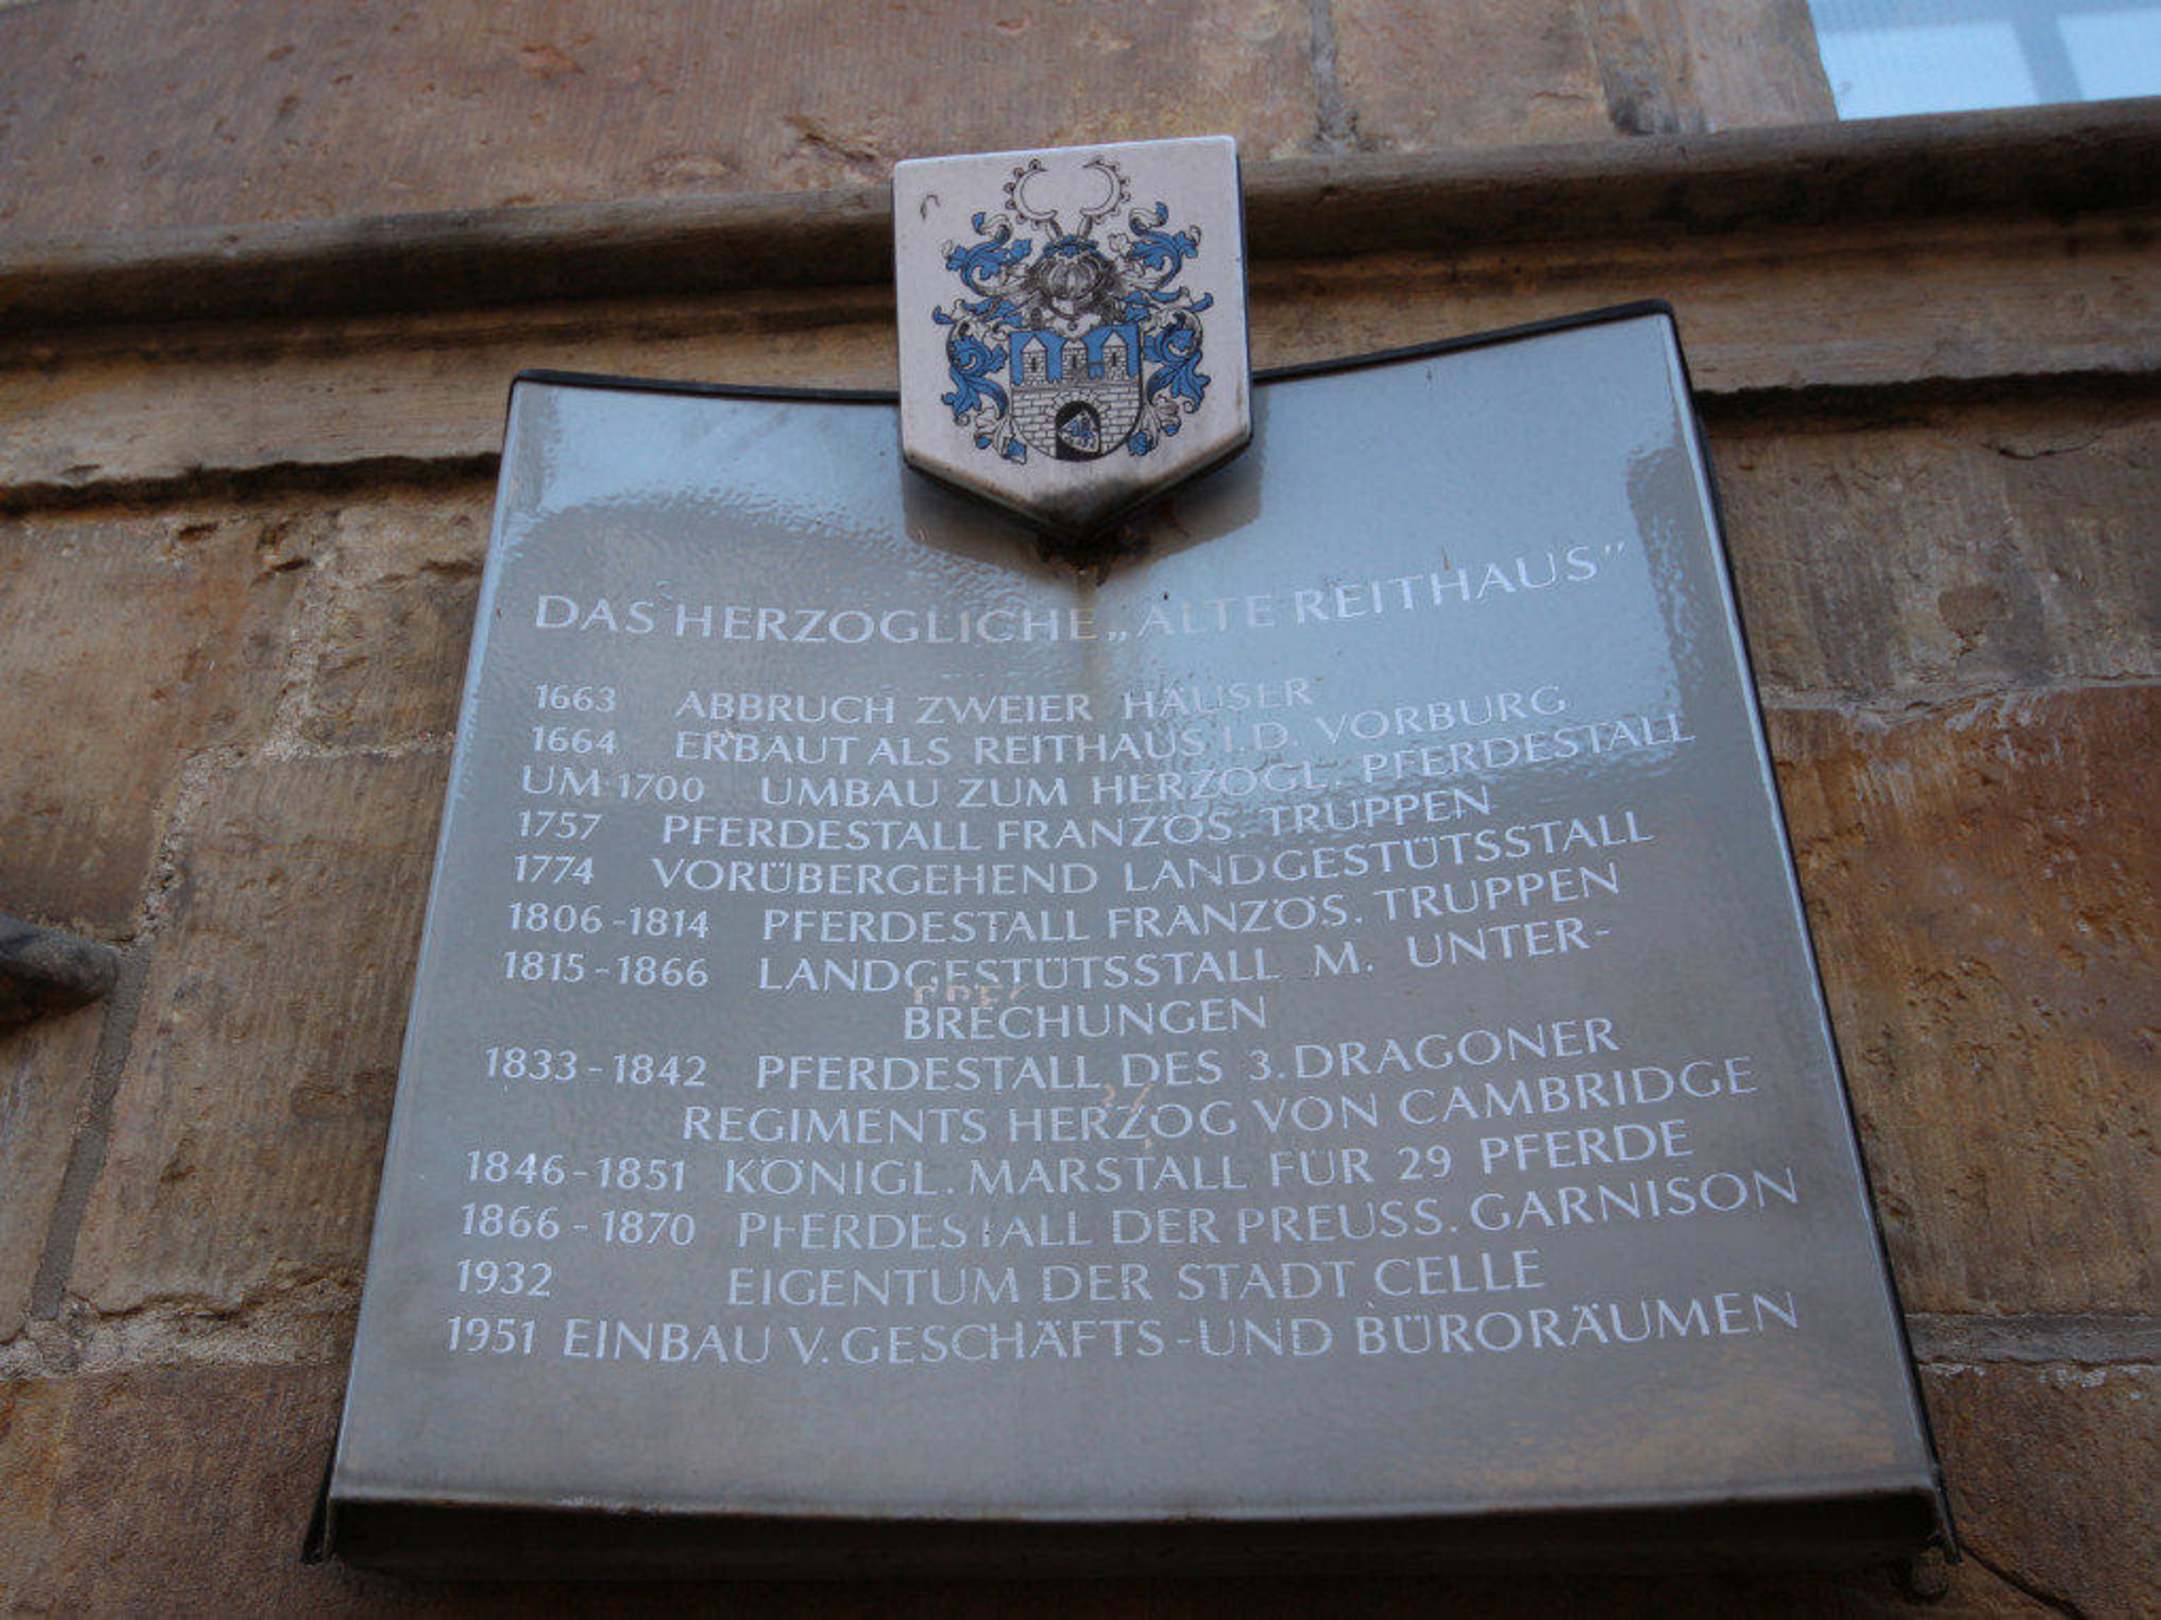 DAS HERZOGLICHE „ALTE REITHAUS”
1663 ABBRUCH ZWEIER HÄUSER
1664 ERBAUT ALS REITHAUS I.D. VORBURG
UM 1700 UMBAU ZUM HERZOGL. PFERDESTALL
1757 PFERDESTALL FRANZÖS. TRUPPEN
1774 VORÜBERGEHEND LANDGESTÜTSSTALL
1806-1814 PFERDESTALL FRANZÖS. TRUPPEN
1815-1866 LANDGESTÜTSSTALL M. UNTER-
BRECHUNGEN
1833-1842 PFERDESTALL DES 3. DRAGONER
REGIMENTS HERZOG VON CAMBRIDGE
1846-1851 KÖNIGL. MARSTALL FÜR 29 PFERDE
1866-1870 PFERDESTALL DER PREUSS. GARNISON
1932 EIGENTUM DER STADT CELLE
1951 EINBAU V. GESCHÄFTS-UND BÜRORÄUMEN